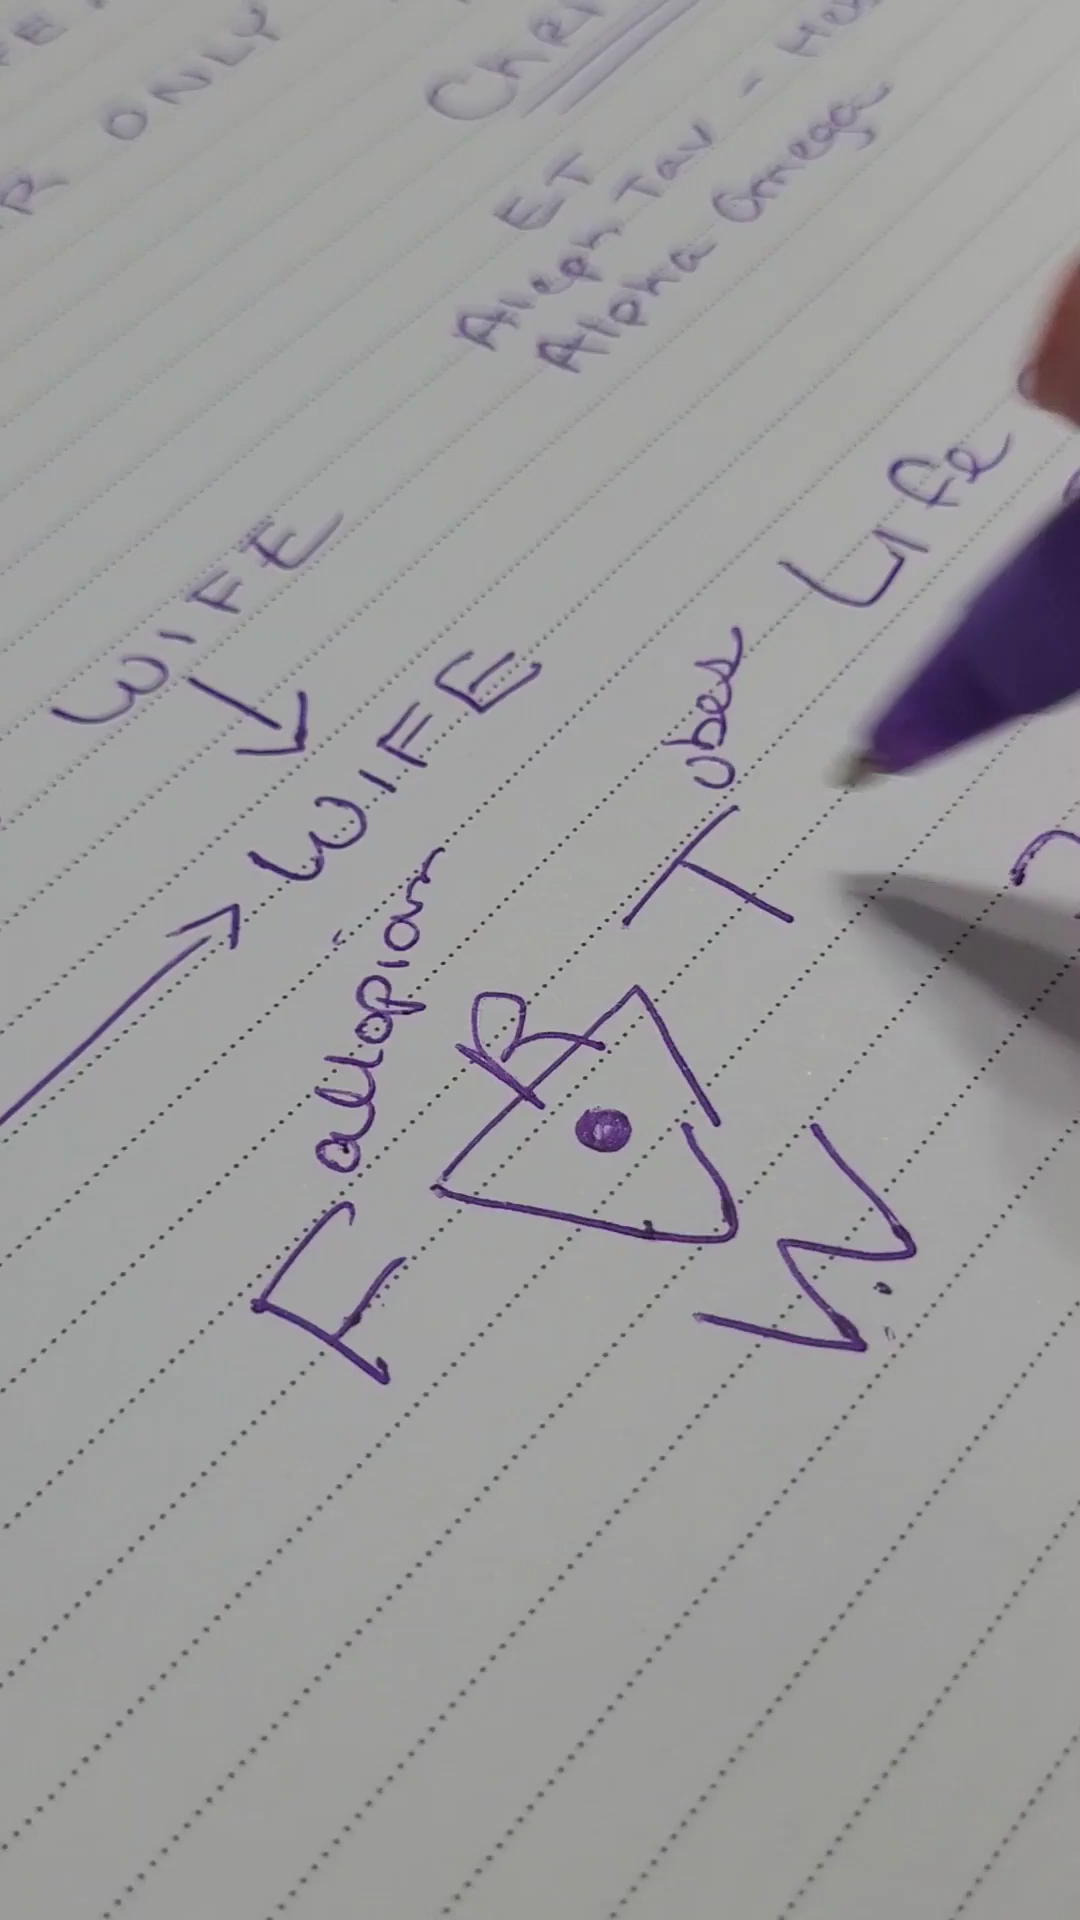 R ONLY
ET
Aleph Tav -
Alpha Omega
WIFE
WIFE
Fallopian Tubes Life
R
W